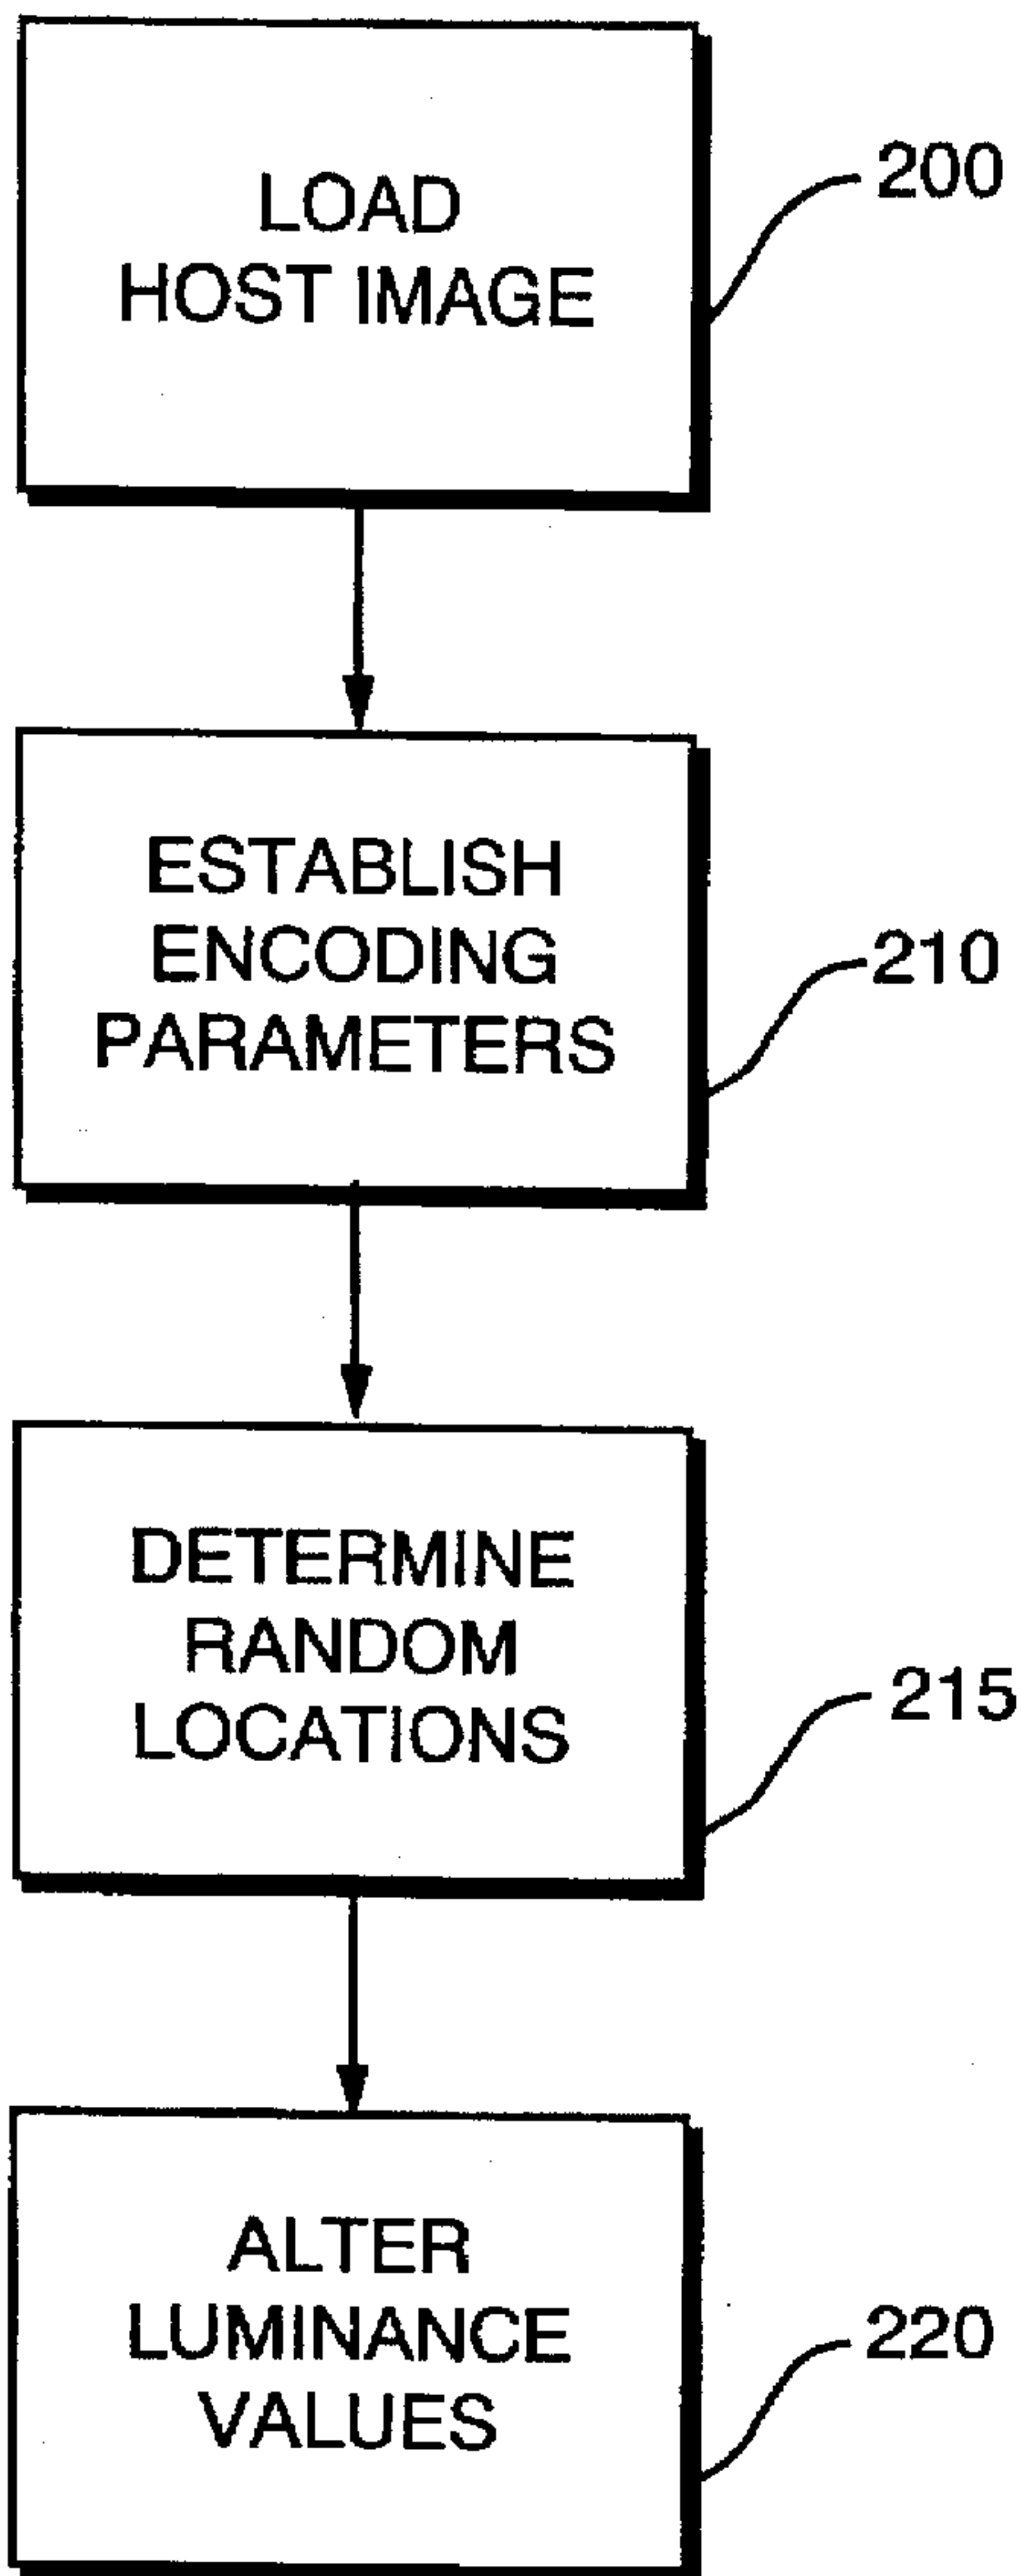 LOAD
HOST IMAGE
200
ESTABLISH
ENCODING
PARAMETERS
210
DETERMINE
RANDOM
LOCATIONS
215
ALTER
LUMINANCE
VALUES
220